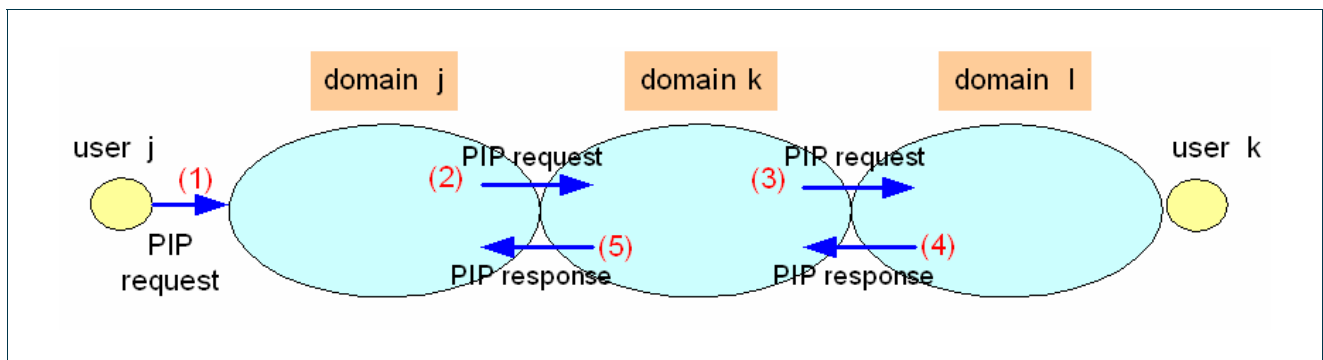 domain j
domain k
domain l
user j
user k
(1)
PIP
request
(2)
PIP request
(3)
PIP request
(5)
PIP response
(4)
PIP response